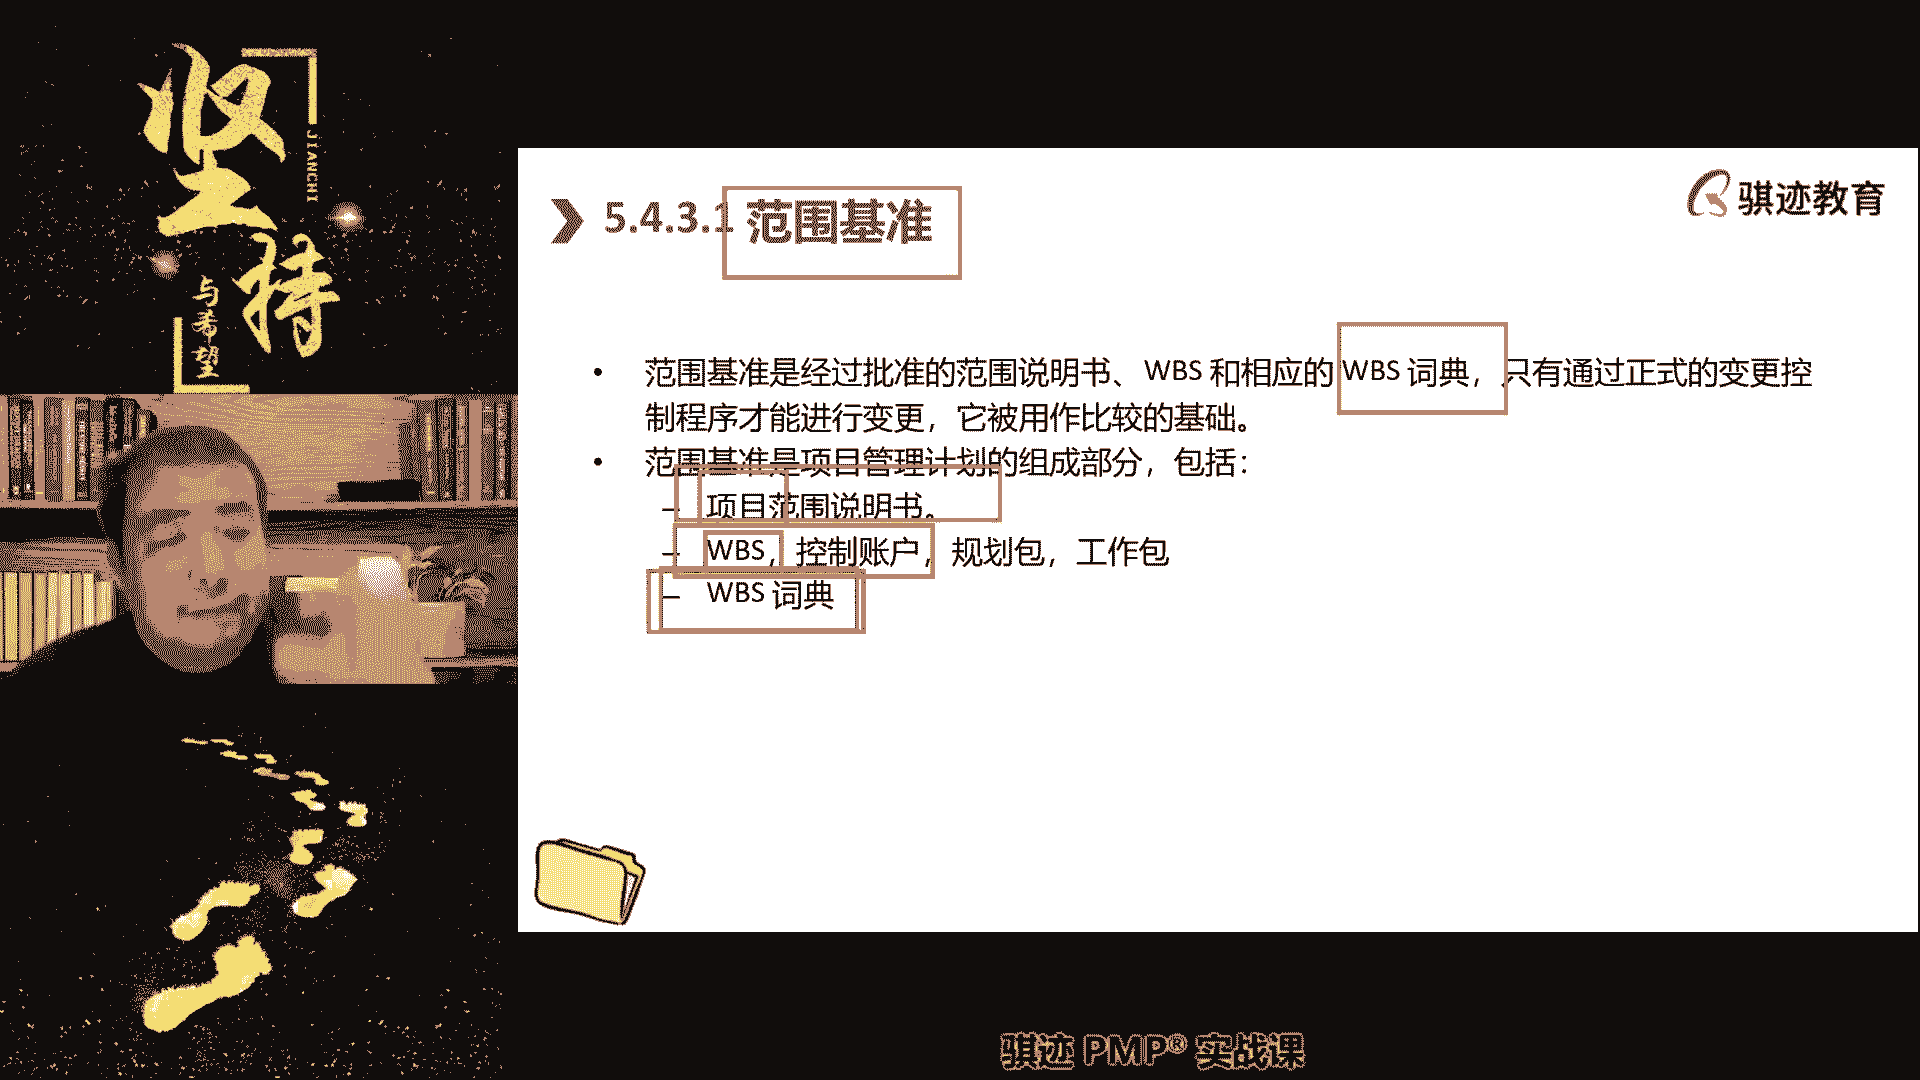 坚持
JIANCHI
与希望
5.4.3.1 范围基准
骐迹教育
• 范围基准是经过批准的范围说明书、WBS 和相应的 WBS 词典，只有通过正式的变更控
制程序才能进行变更，它被用作比较的基础。
• 范围基准是项目管理计划的组成部分，包括：
– 项目范围说明书。
– WBS，控制账户，规划包，工作包
– WBS 词典
骐迹 PMP® 实战课